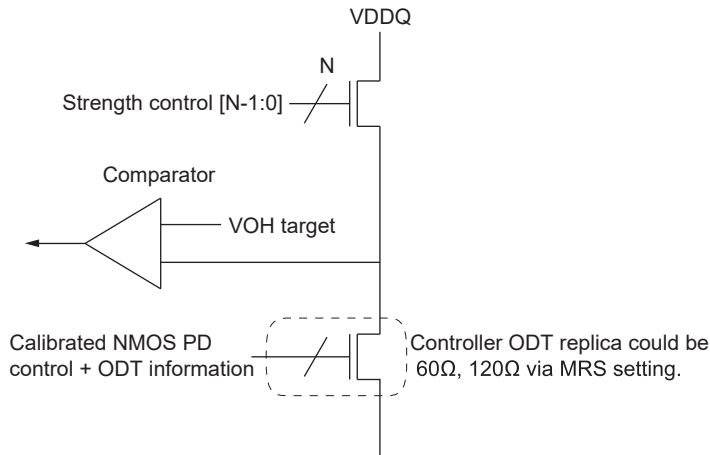 VDDQ
N
Strength control [N-1:0]
Comparator
VOH target
Calibrated NMOS PD
control + ODT information
Controller ODT replica could be
60Ω, 120Ω via MRS setting.